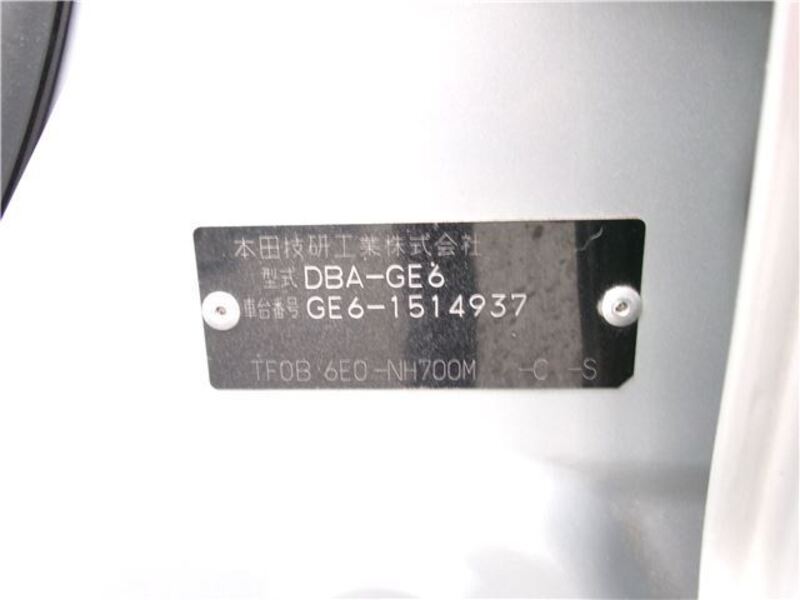 本田技研工業株式会社
型式 DBA-GE6
車台番号 GE6-1514937
TF0B 6E0-NH700M -C -S